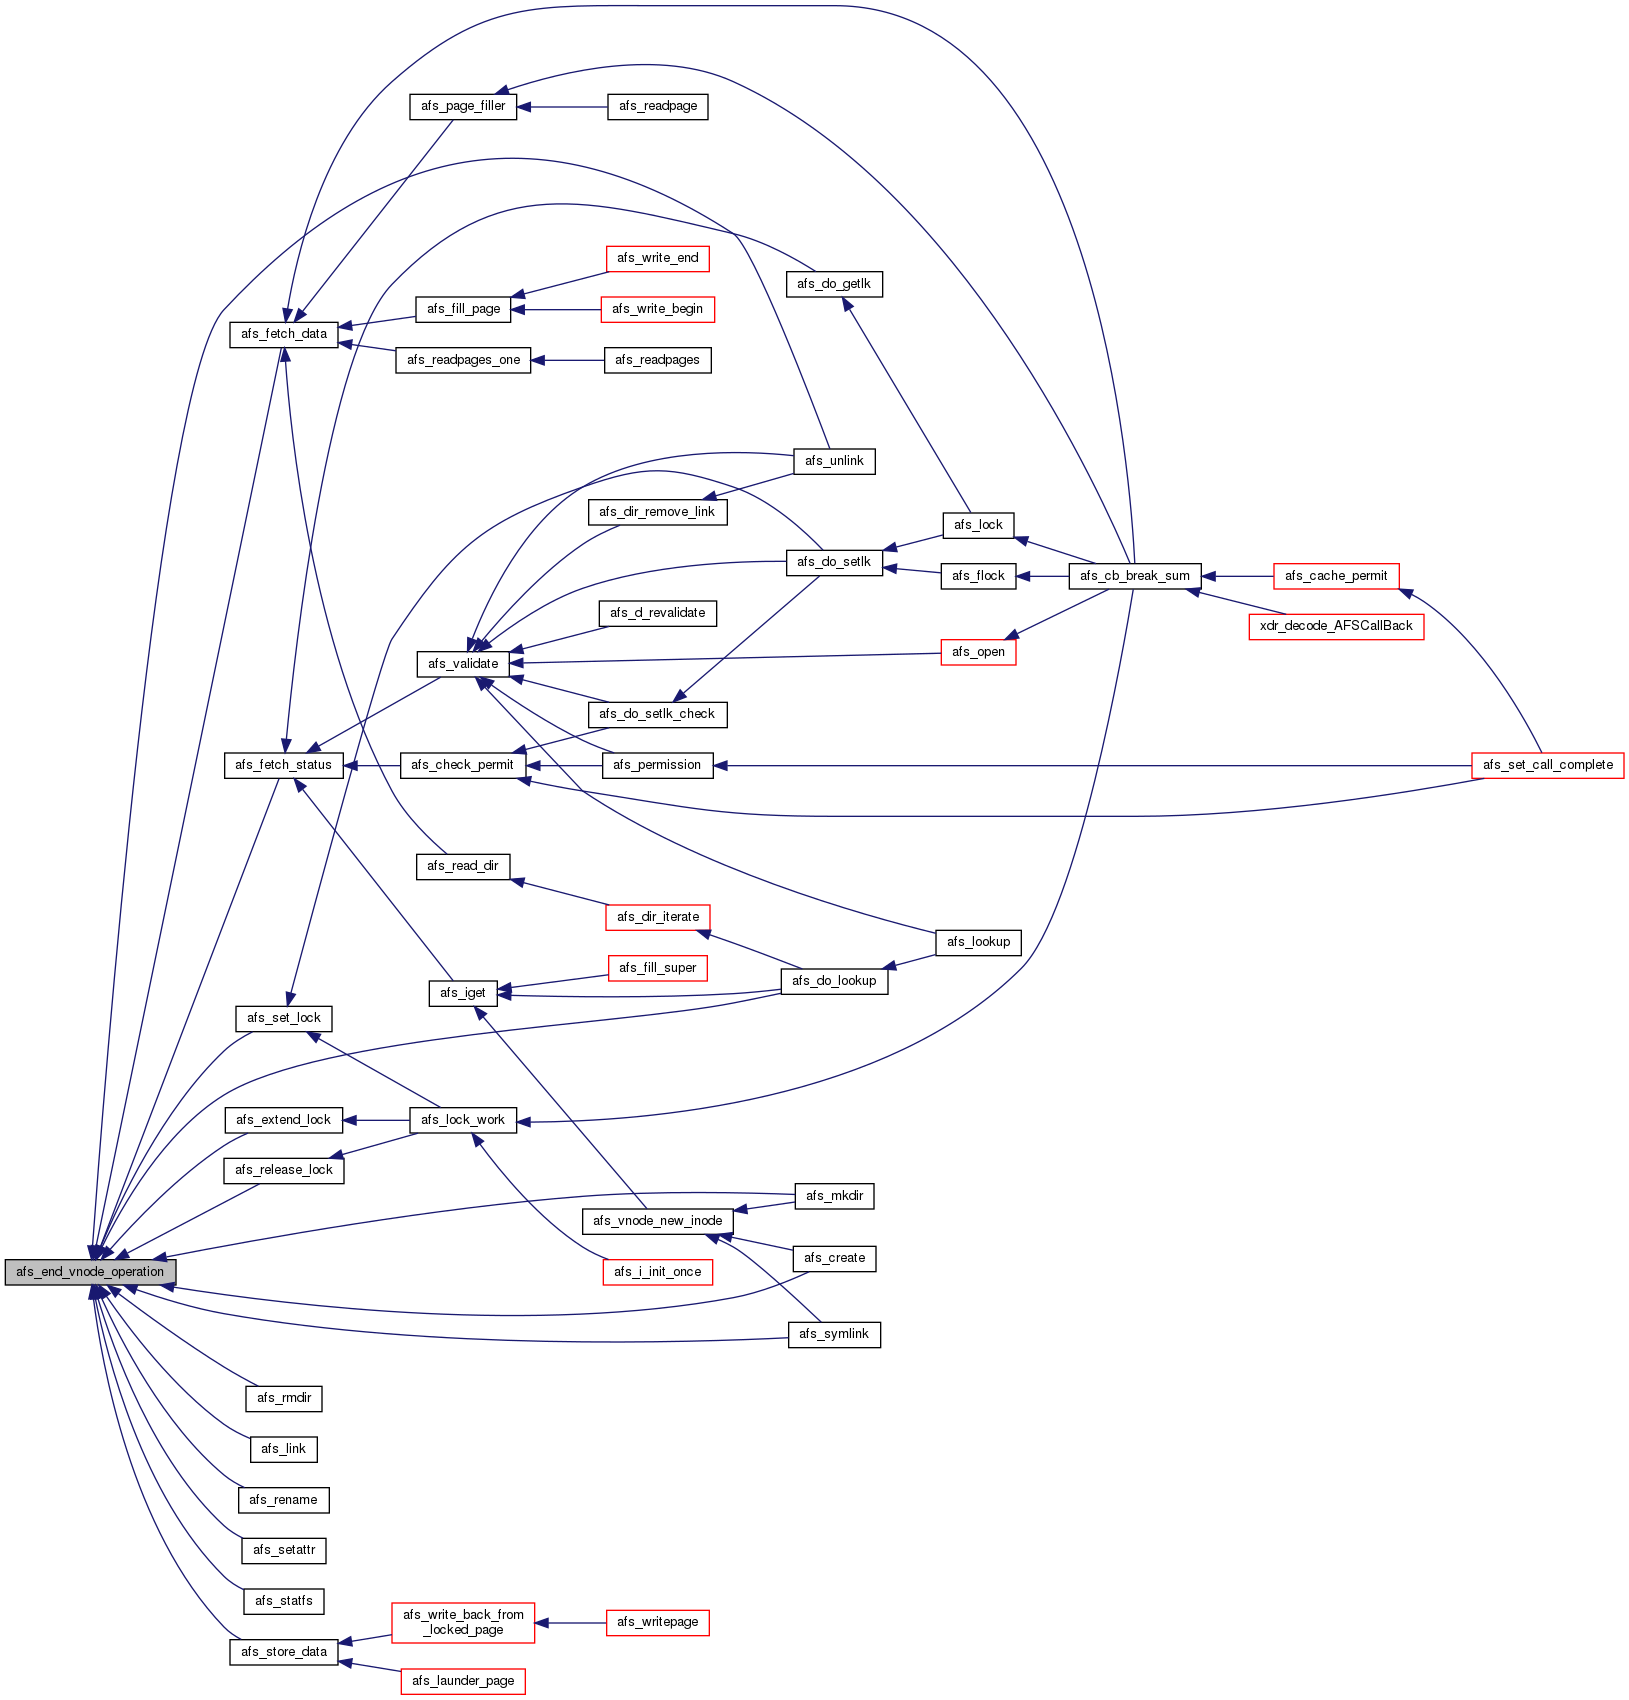 afs_page_filler
afs_readpage
afs_write_end
afs_do_getlk
afs_fill_page
afs_write_begin
afs_fetch_data
afs_readpages_one
afs_readpages
afs_unlink
afs_dir_remove_link
afs_lock
afs_do_setlk
afs_flock
afs_cb_break_sum
afs_cache_permit
afs_d_revalidate
xdr_decode_AFSCallBack
afs_validate
afs_open
afs_do_setlk_check
afs_fetch_status
afs_check_permit
afs_permission
afs_set_call_complete
afs_read_dir
afs_dir_iterate
afs_lookup
afs_fill_super
afs_do_lookup
afs_iget
afs_set_lock
afs_extend_lock
afs_lock_work
afs_release_lock
afs_mkdir
afs_vnode_new_inode
afs_create
afs_end_vnode_operation
afs_i_init_once
afs_symlink
afs_rmdir
afs_link
afs_rename
afs_setattr
afs_statfs
afs_write_back_from
_locked_page
afs_writepage
afs_store_data
afs_launder_page